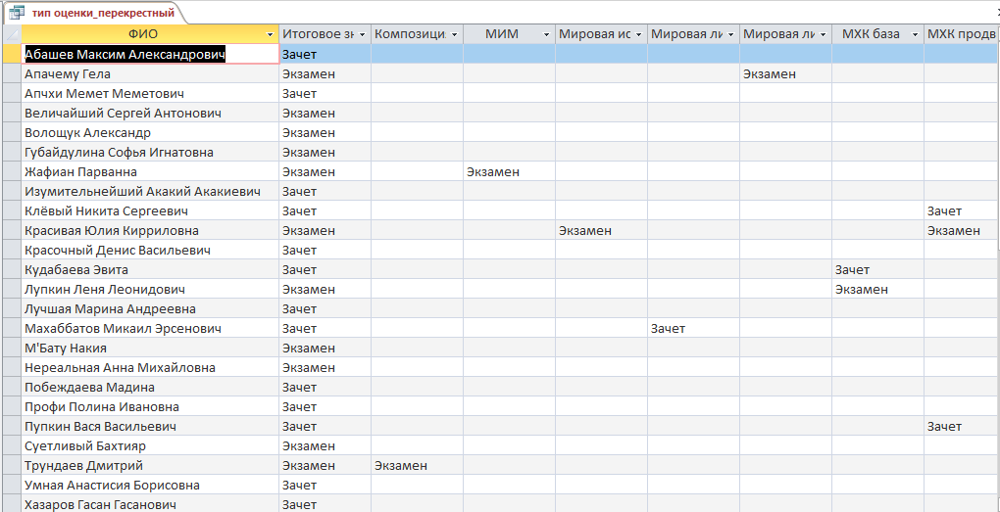 тип оценки_перекрестный
ФИО Итоговое зн Композици МИМ Мировая ис Мировая ли Мировая ли МХК база МХК продв
Абашев Максим Александрович Зачет
Апачему Гела Экзамен Экзамен
Апчхи Мемет Меметович Зачет
Величайший Сергей Антонович Экзамен
Волощук Александр Экзамен
Губайдулина Софья Игнатовна Экзамен
Жафиан Парванна Экзамен Экзамен
Изумительнейший Акакий Акакиевич Зачет
Клёвый Никита Сергеевич Зачет Зачет
Красивая Юлия Кирриловна Экзамен Экзамен Экзамен
Красочный Денис Васильевич Зачет
Кудабаева Эвита Зачет Зачет
Лупкин Леня Леонидович Экзамен Экзамен
Лучшая Марина Андреевна Зачет
Махаббатов Микаил Эрсенович Зачет Зачет
М'Бату Накия Экзамен
Нереальная Анна Михайловна Экзамен
Побеждаева Мадина Зачет
Профи Полина Ивановна Зачет
Пупкин Вася Васильевич Зачет Зачет
Суетливый Бахтияр Экзамен
Трундаев Дмитрий Экзамен Экзамен
Умная Анастисия Борисовна Зачет
Хазаров Гасан Гасанович Зачет